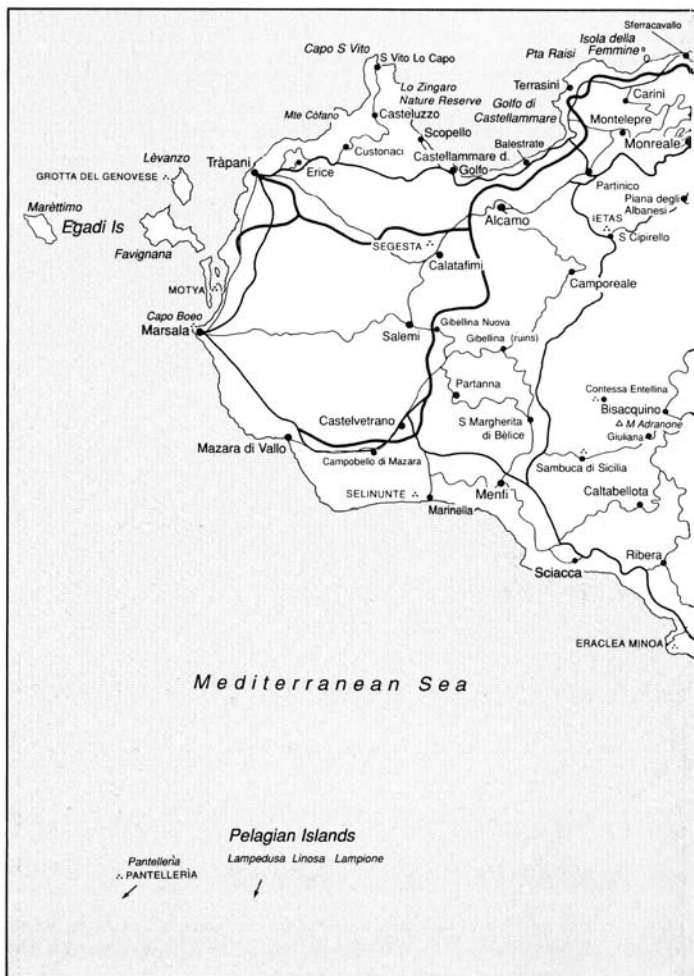 Sferracavallo
Isola della
Femmine
Capo S Vito
S Vito Lo Capo
Pta Raisi
Lo Zingaro
Nature Reserve
Terrasini
Carini
Mte Còfano
Casteluzzo
Golfo di
Castellammare
Montelepre
Scopello
Monreale
Lèvanzo
Custonaci
Balestrate
Tràpani
Castellammare d.
Golfo
GROTTA DEL GENOVESE
Erice
Partinico
Marèttimo
Piana degli
Albanesi
Egadi Is
Alcamo
IETAS
Favignana
S Cipirello
SEGESTA
Calatafimi
Camporeale
MOTYA
Capo Boeo
Marsala
Salemi
Gibellina Nuova
Gibellina (ruins)
Partanna
Contessa Entellina
Bisacquino
Castelvetrano
S Margherita
di Bèlice
M Adranone
Giuliana
Mazara di Vallo
Campobello di Mazara
Sambuca di Sicilia
SELINUNTE
Menfi
Caltabellota
Marinella
Sciacca
Ribera
ERACLEA MINOA
Mediterranean Sea
Pelagian Islands
Lampedusa Linosa Lampione
Pantellerìa
PANTELLERÌA